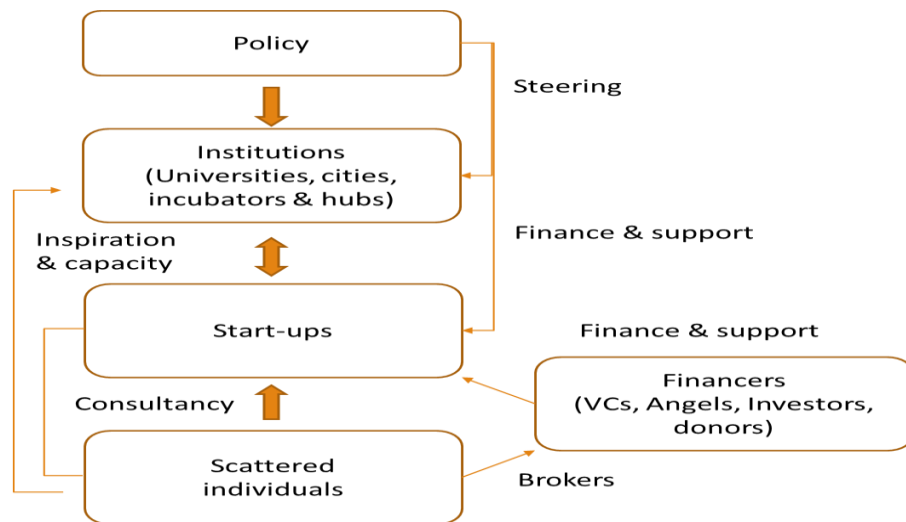 Policy
Steering
Institutions
(Universities, cities,
incubators & hubs)
Inspiration
& capacity
Finance & support
Start-ups
Finance & support
Financers
(VCs, Angels, Investors,
donors)
Consultancy
Scattered
individuals
Brokers